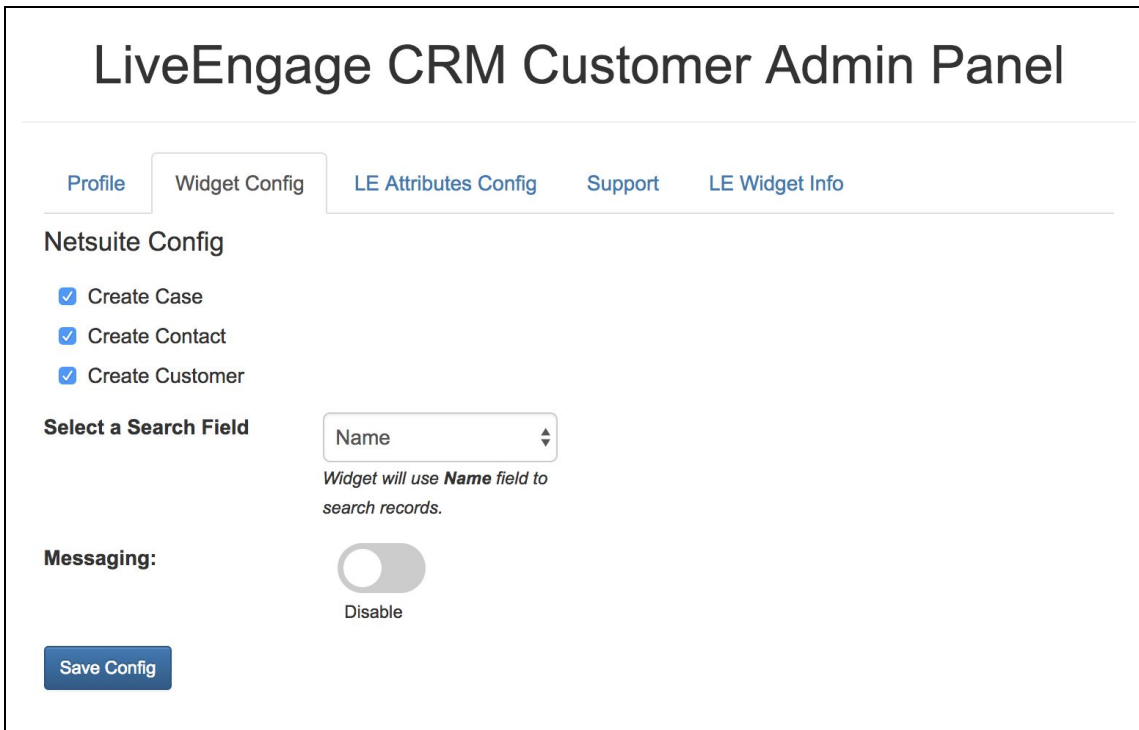 LiveEngage CRM Customer Admin Panel
Profile Widget Config LE Attributes Config Support LE Widget Info
Netsuite Config
Create Case
Create Contact
Create Customer
Select a Search Field Name
Widget will use Name field to
search records.
Messaging:
Disable
Save Config